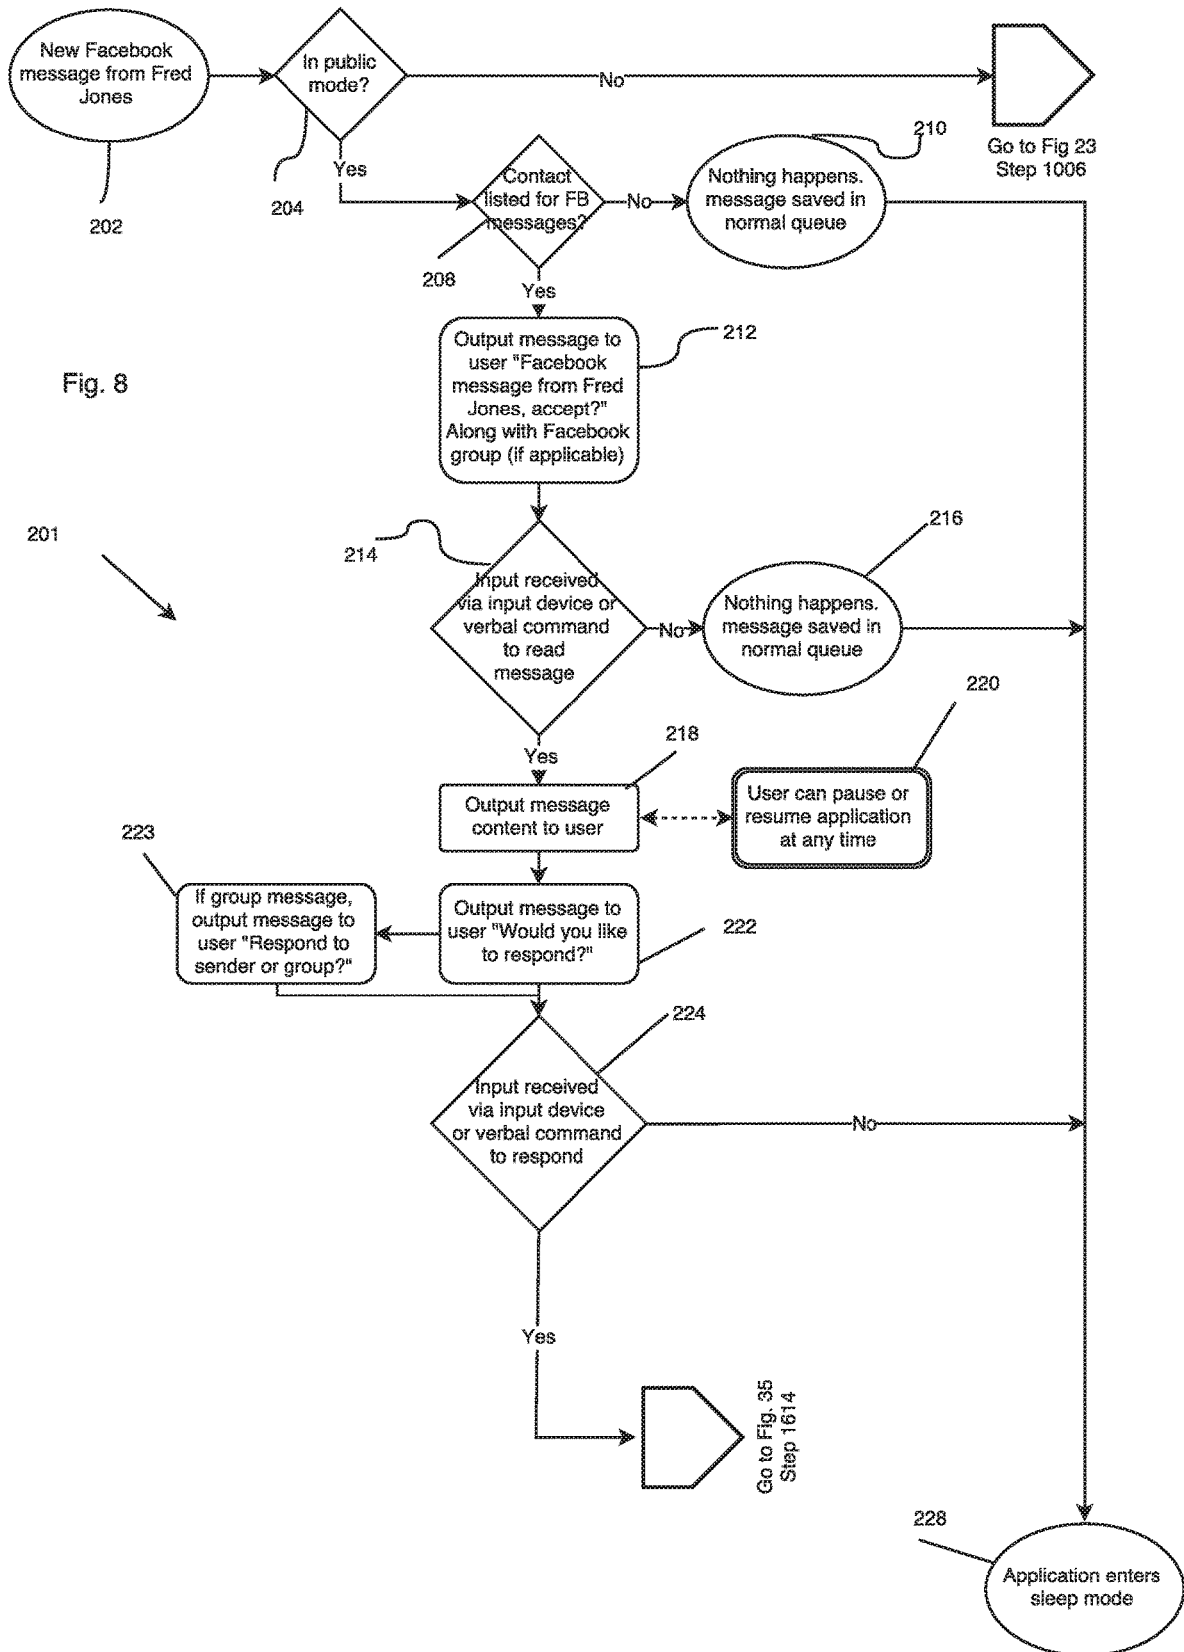 New Facebook
message from Fred
Jones
202
In public
mode?
204
No
Go to Fig 23
Step 1006
Yes
Contact
listed for FB
messages?
208
No
Nothing happens.
message saved in
normal queue
210
Yes
Output message to
user "Facebook
message from Fred
Jones, accept?"
Along with Facebook
group (if applicable)
212
Fig. 8
201
214
Input received
via input device or
verbal command
to read
message
No
Nothing happens.
message saved in
normal queue
216
Yes
218
Output message
content to user
220
User can pause or
resume application
at any time
223
If group message,
output message to
user "Respond to
sender or group?"
Output message to
user "Would you like
to respond?"
222
224
Input received
via input device
or verbal command
to respond
No
Yes
Go to Fig. 35
Step 1614
228
Application enters
sleep mode